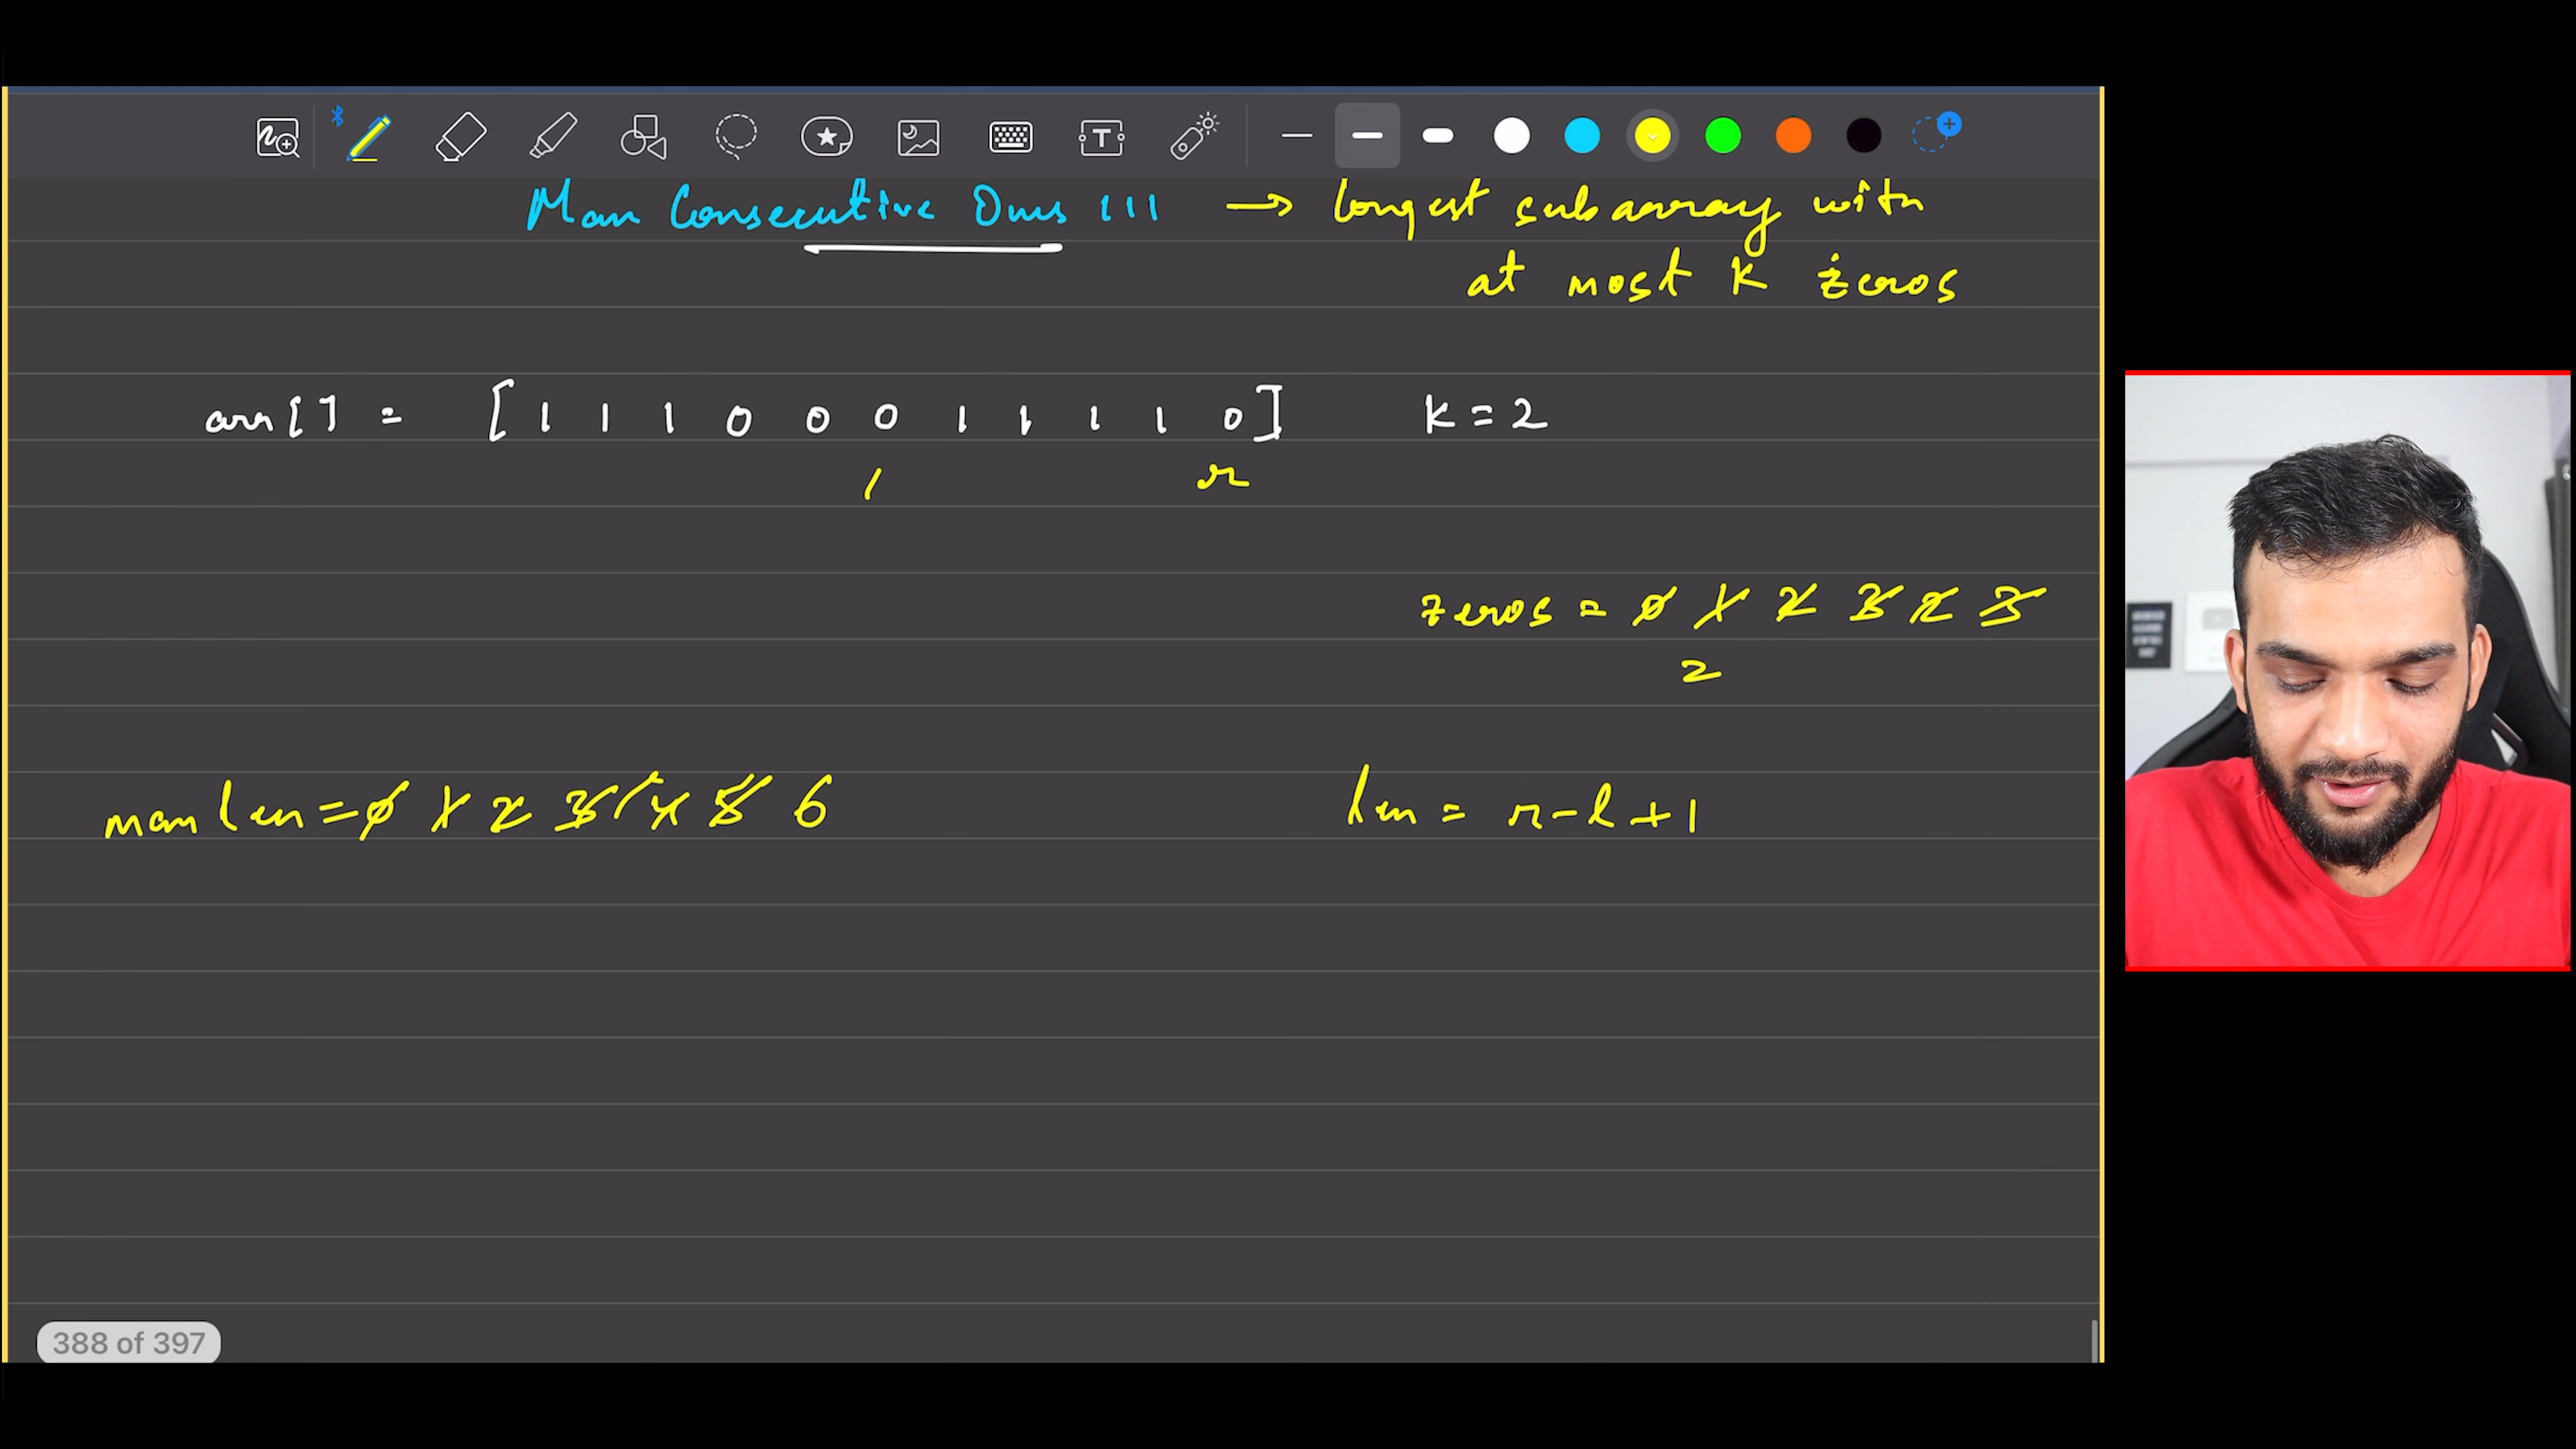 Max Consecutive Ones III → longest subarray with
at most K zeros
arr[] = [1 1 1 0 0 0 1 1 1 1 0] K = 2
l r
zeros = 0 1 2 3 2 3
2
maxlen = 0 1 2 3 4 5 6
len = r-l+1
388 of 397